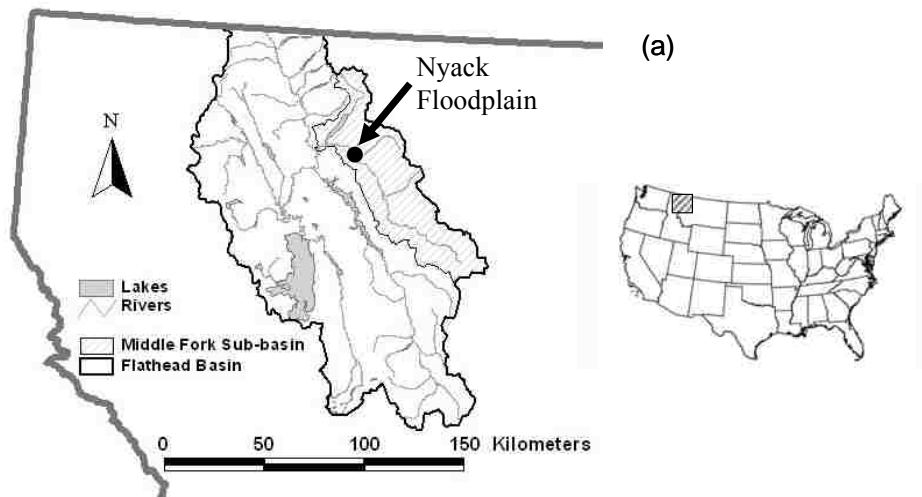 (a)
Nyack
Floodplain
N
Lakes
Rivers
Middle Fork Sub-basin
Flathead Basin
0 50 100 150 Kilometers